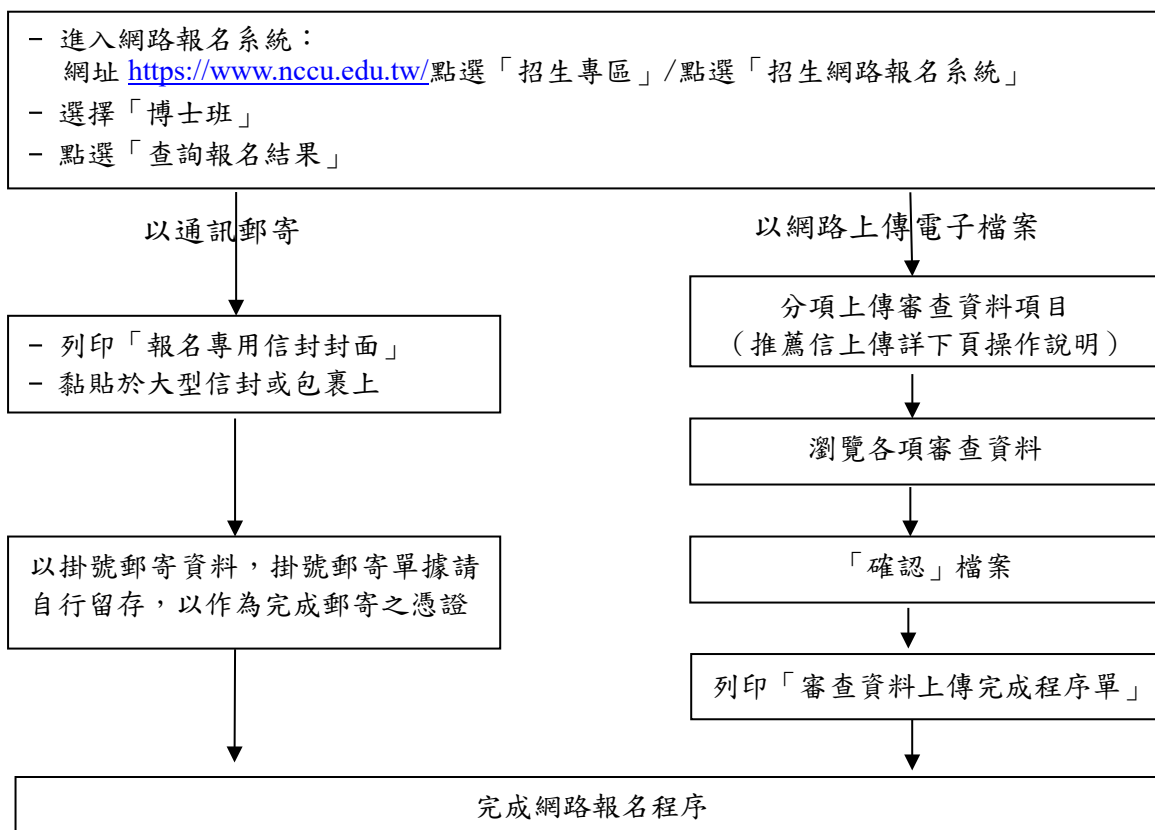 – 進入網路報名系統：
網址 https://www.nccu.edu.tw/點選「招生專區」/點選「招生網路報名系統」
– 選擇「博士班」
– 點選「查詢報名結果」
以通訊郵寄
– 列印「報名專用信封封面」
– 黏貼於大型信封或包裹上
以掛號郵寄資料，掛號郵寄單據請
自行留存，以作為完成郵寄之憑證
以網路上傳電子檔案
分項上傳審查資料項目
（推薦信上傳詳下頁操作說明）
瀏覽各項審查資料
「確認」檔案
列印「審查資料上傳完成程序單」
完成網路報名程序